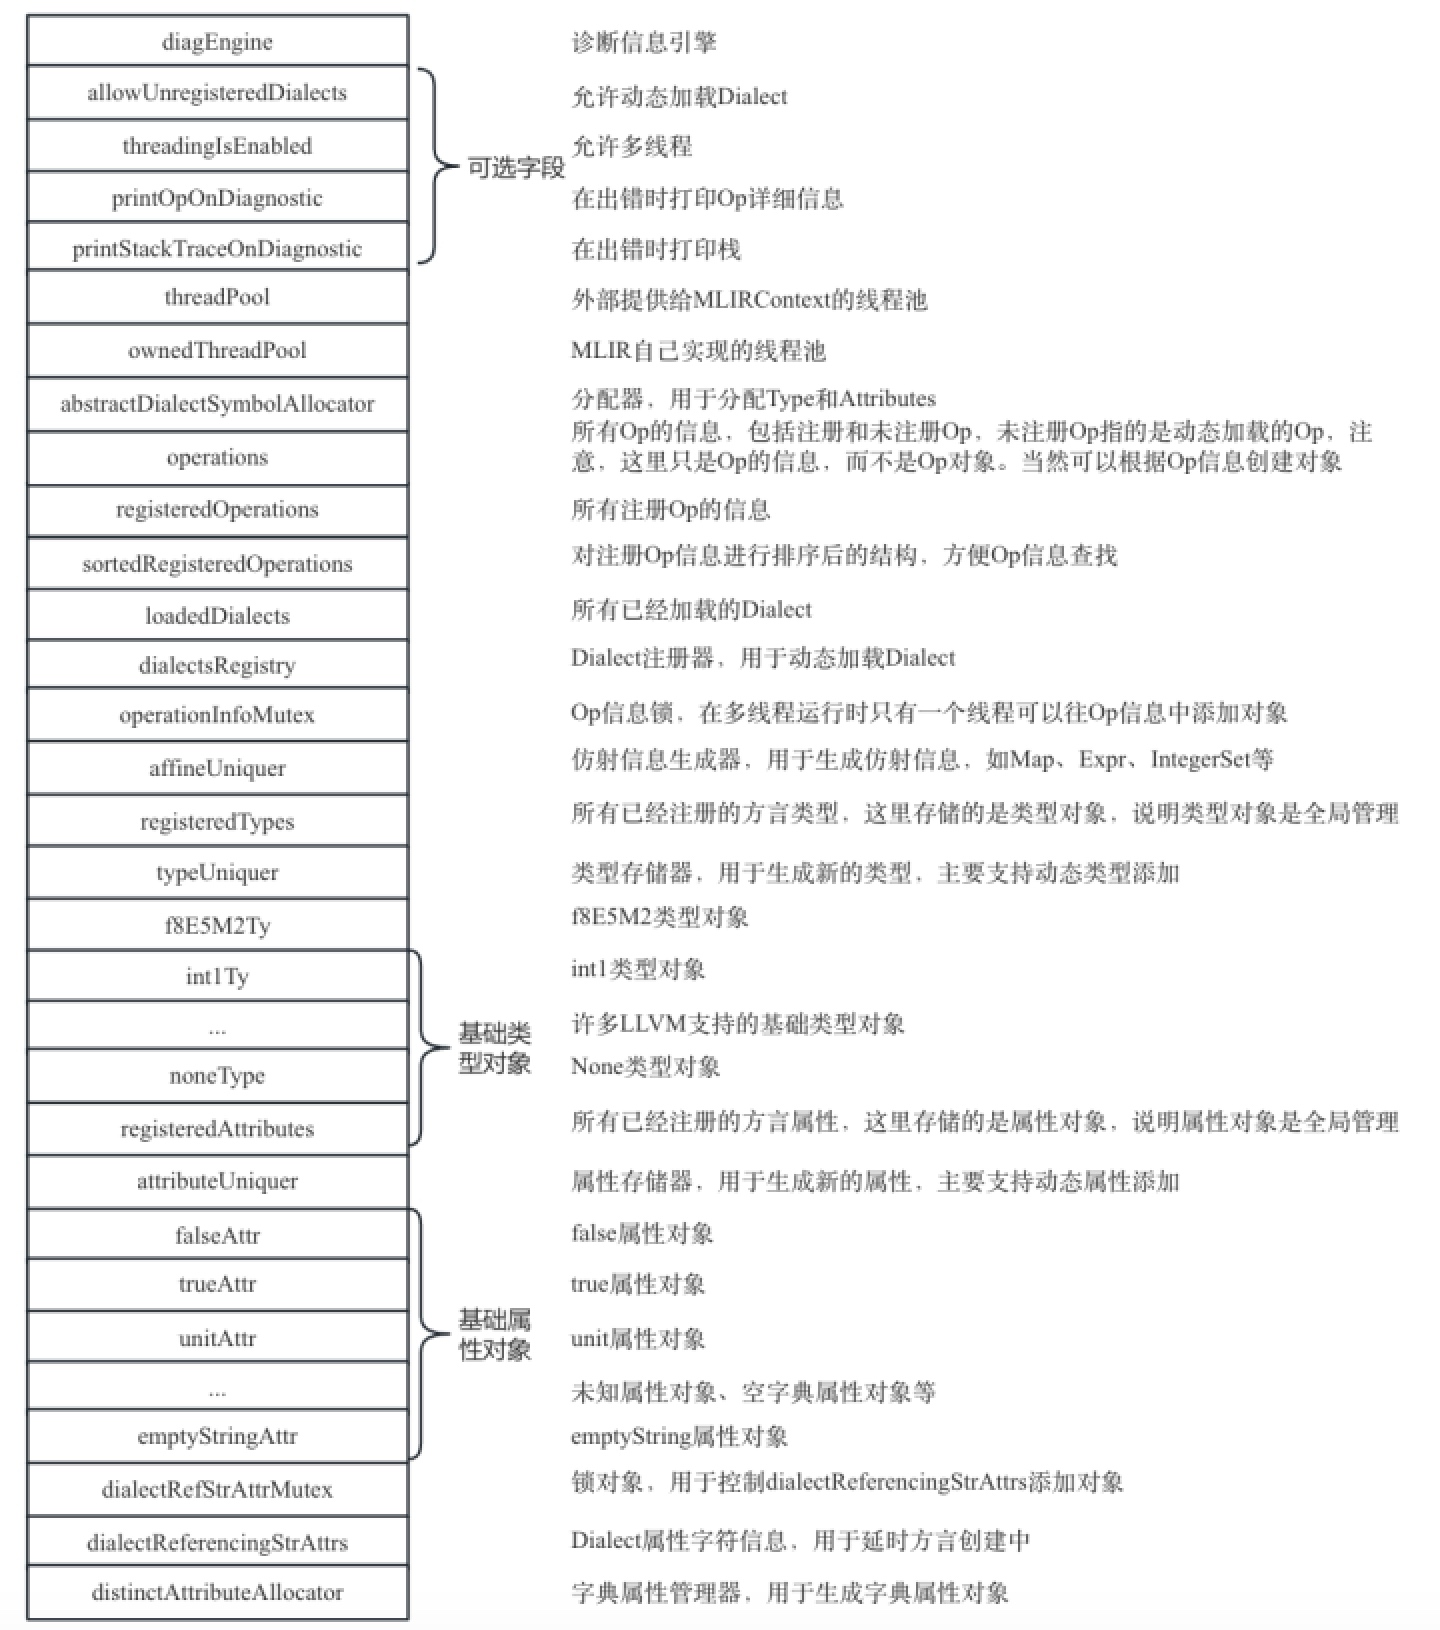 diagEngine 诊断信息引擎
allowUnregisteredDialects 允许动态加载Dialect
threadingIsEnabled 允许多线程
可选字段
printOpOnDiagnostic 在出错时打印Op详细信息
printStackTraceOnDiagnostic 在出错时打印栈
threadPool 外部提供给MLIRContext的线程池
ownedThreadPool MLIR自己实现的线程池
abstractDialectSymbolAllocator 分配器，用于分配Type和Attributes
operations 所有Op的信息，包括注册和未注册Op，未注册Op指的是动态加载的Op，注
意，这里只是Op的信息，而不是Op对象。当然可以根据Op信息创建对象
registeredOperations 所有注册Op的信息
sortedRegisteredOperations 对注册Op信息进行排序后的结构，方便Op信息查找
loadedDialects 所有已经加载的Dialect
dialectsRegistry Dialect注册器，用于动态加载Dialect
operationInfoMutex Op信息锁，在多线程运行时只有一个线程可以往Op信息中添加对象
affineUniquer 仿射信息生成器，用于生成仿射信息，如Map、Expr、IntegerSet等
registeredTypes 所有已经注册的方言类型，这里存储的是类型对象，说明类型对象是全局管理
typeUniquer 类型存储器，用于生成新的类型，主要支持动态类型添加
f8E5M2Ty f8E5M2类型对象
int1Ty int1类型对象
... 许多LLVM支持的基础类型对象
基础类
型对象
noneType None类型对象
registeredAttributes 所有已经注册的方言属性，这里存储的是属性对象，说明属性对象是全局管理
attributeUniquer 属性存储器，用于生成新的属性，主要支持动态属性添加
falseAttr false属性对象
trueAttr true属性对象
基础属
性对象
unitAttr unit属性对象
... 未知属性对象、空字典属性对象等
emptyStringAttr emptyString属性对象
dialectRefStrAttrMutex 锁对象，用于控制dialectReferencingStrAttrs添加对象
dialectReferencingStrAttrs Dialect属性字符信息，用于延时方言创建中
distinctAttributeAllocator 字典属性管理器，用于生成字典属性对象